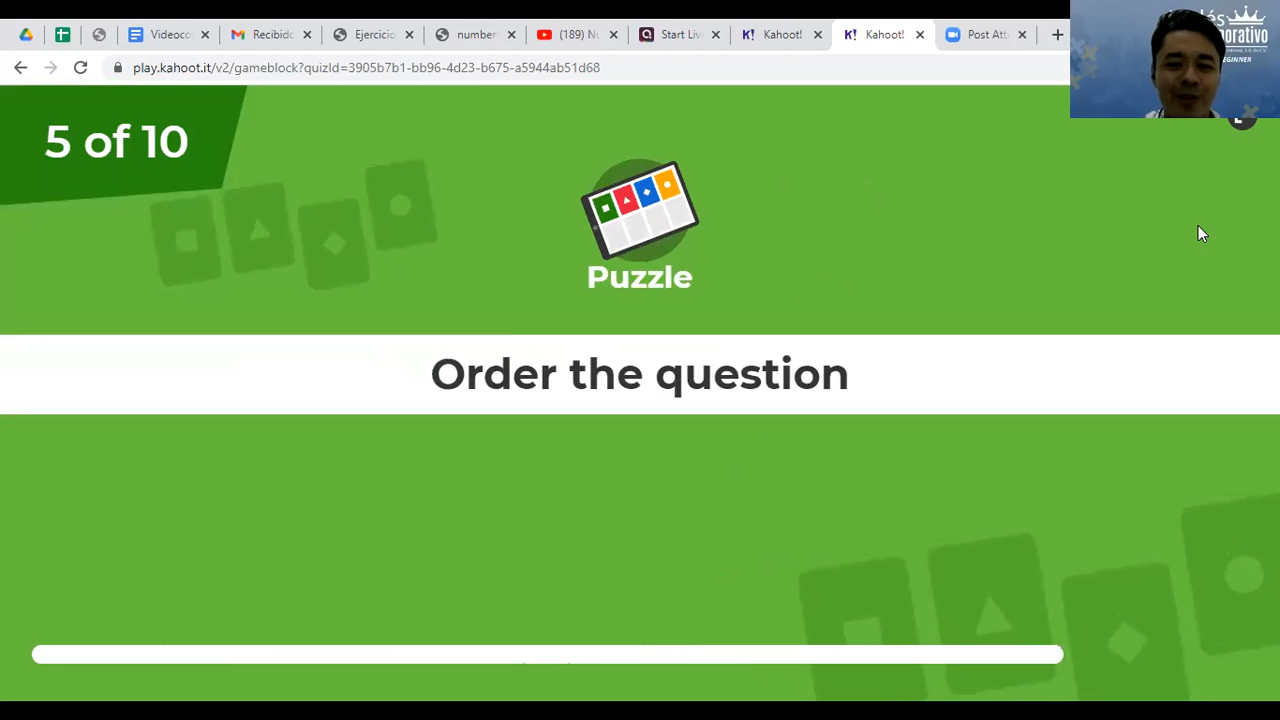 Videoco
Recibido
Ejercicio
number
(189) Nu
Start Liv
K! Kahoot!
K! Kahoot!
Post Att
play.kahoot.it/v2/gameblock?quizId=3905b7b1-bb96-4d23-b675-a5944ab51d68
5 of 10
Puzzle
Order the question